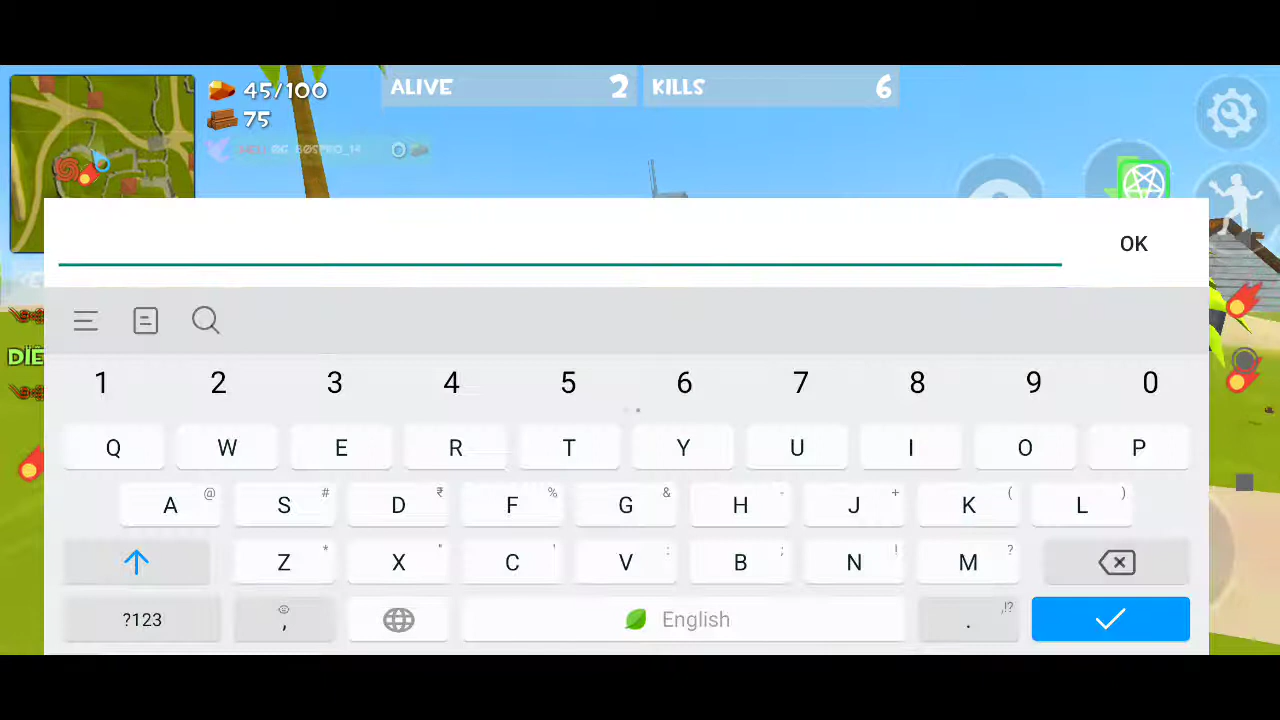 45/100
ALIVE 2 KILLS 6
75
OK
1 2 3 4 5 6 7 8 9 0
Q W E R T Y U I O P
A @ S # D ₹ F % G & H - J + K ( L )
Z * X " C ' V : B ; N ! M ?
?123 , English . ,!?